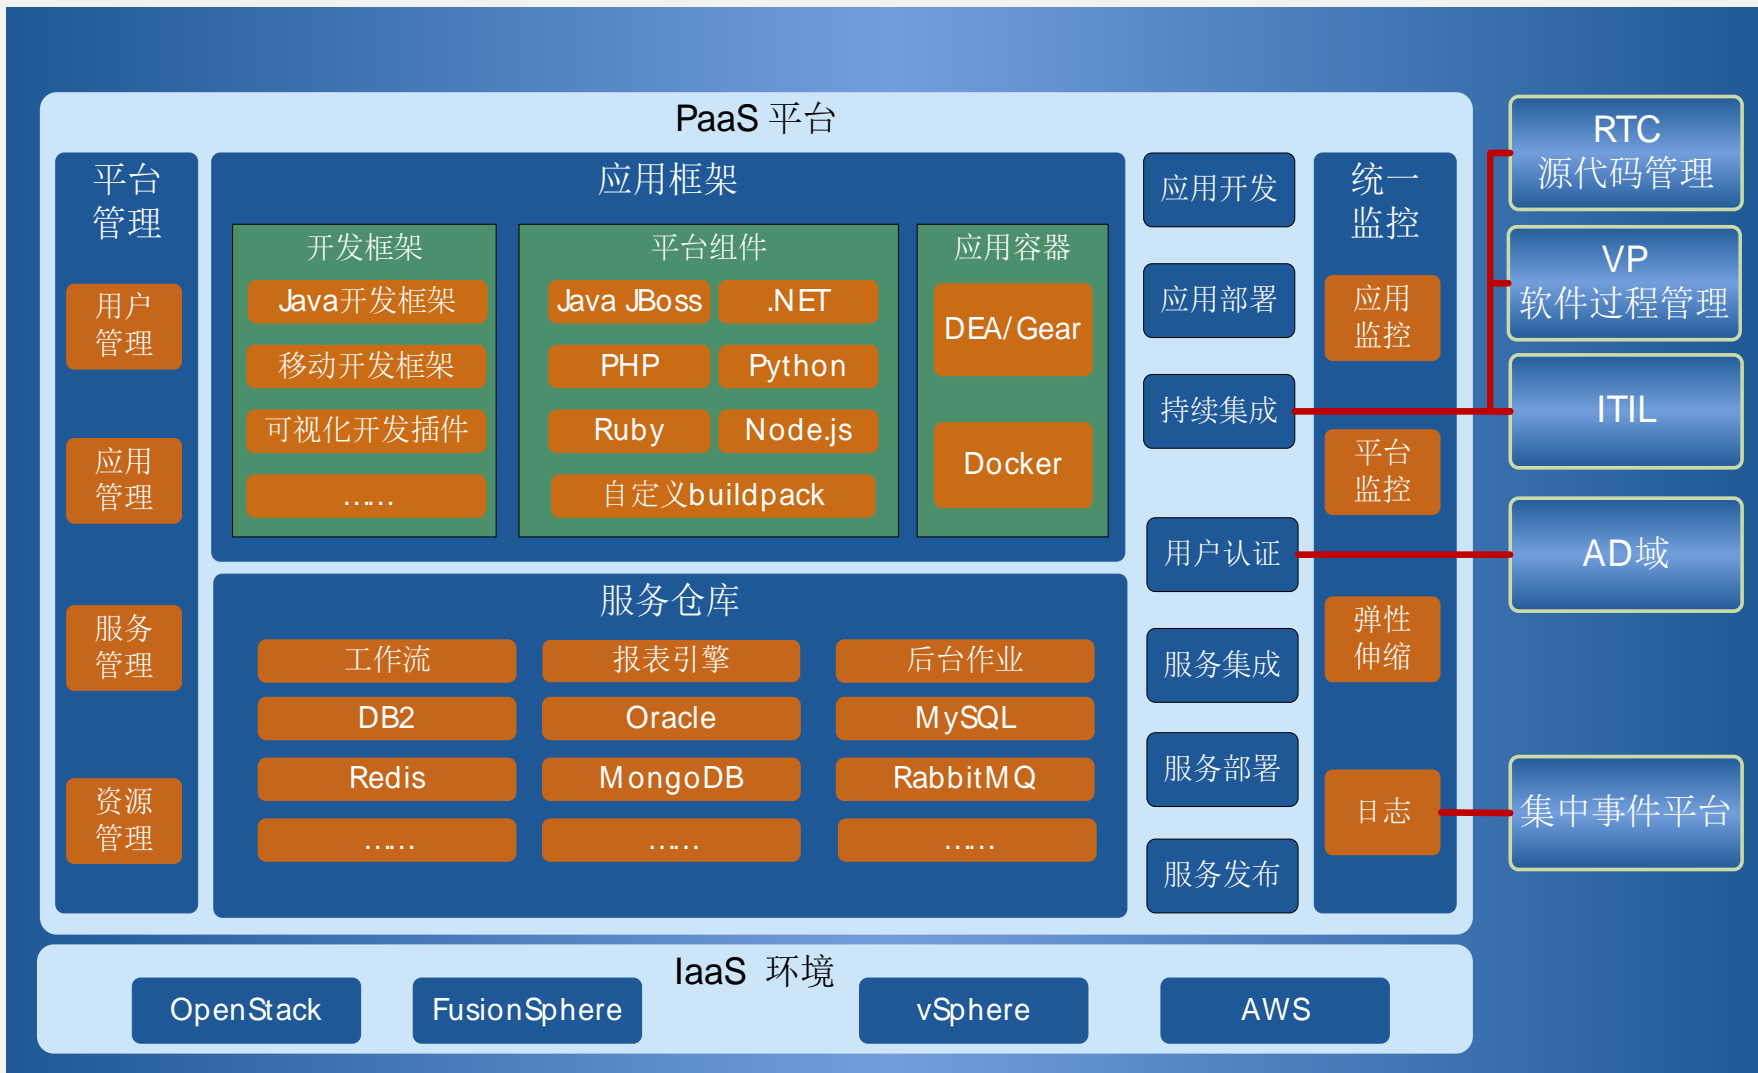 PaaS 平台
平台
管理
用户
管理
应用
管理
服务
管理
资源
管理
应用框架
开发框架
Java开发框架
移动开发框架
可视化开发插件
……
平台组件
Java JBoss
.NET
PHP
Python
Ruby
Node.js
自定义buildpack
应用容器
DEA/Gear
Docker
服务仓库
工作流
报表引擎
后台作业
DB2
Oracle
MySQL
Redis
MongoDB
RabbitMQ
……
……
……
应用开发
应用部署
持续集成
用户认证
服务集成
服务部署
服务发布
统一
监控
应用
监控
平台
监控
弹性
伸缩
日志
RTC
源代码管理
VP
软件过程管理
ITIL
AD域
集中事件平台
IaaS 环境
OpenStack
FusionSphere
vSphere
AWS